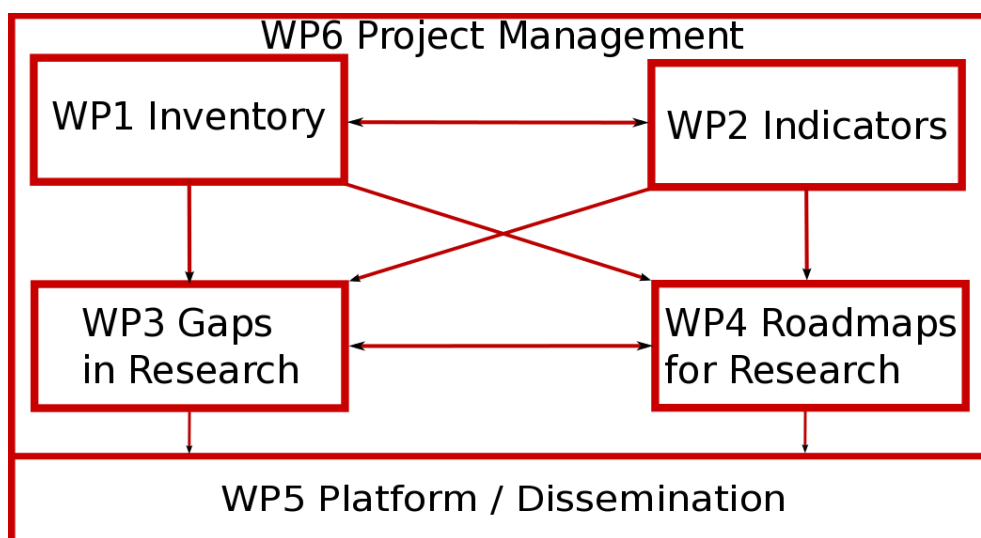 WP6 Project Management
WP1 Inventory
WP2 Indicators
WP3 Gaps
in Research
WP4 Roadmaps
for Research
WP5 Platform / Dissemination